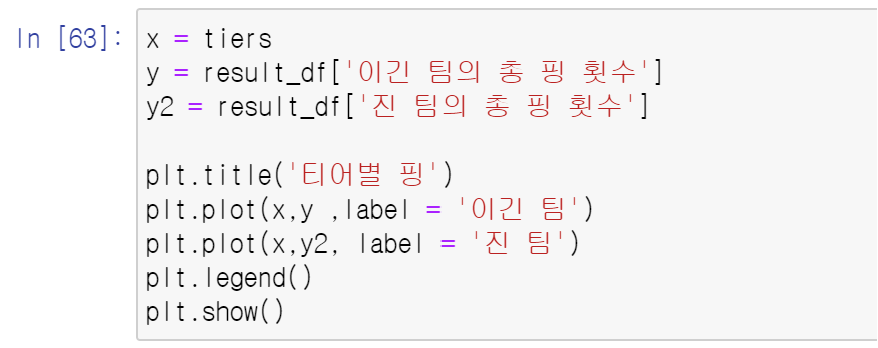 In [63]: x = tiers
y = result_df['이긴 팀의 총 핑 횟수']
y2 = result_df['진 팀의 총 핑 횟수']
plt.title('티어별 핑')
plt.plot(x,y ,label = '이긴 팀')
plt.plot(x,y2, label = '진 팀')
plt.legend()
plt.show()